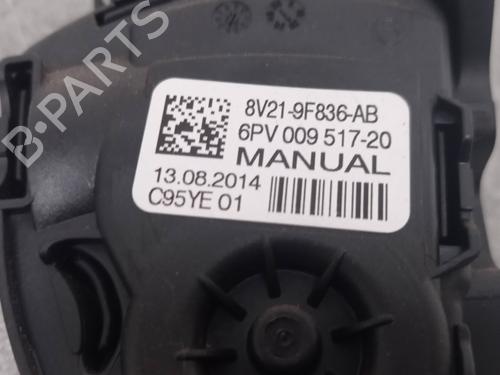 8V21-9F836-AB
6PV 009 517-20
MANUAL
13.08.2014
C95YE 01
B-PARTS